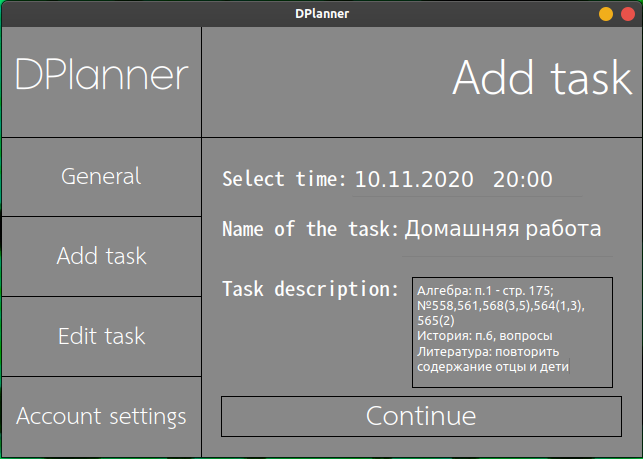 DPlanner
DPlanner
Add task
General
Add task
Edit task
Account settings
Select time: 10.11.2020 20:00
Name of the task: Домашняя работа
Task description:
Алгебра: п.1 - стр. 175;
№558,561,568(3,5),564(1,3),
565(2)
История: п.6, вопросы
Литература: повторить
содержание отцы и дети
Continue